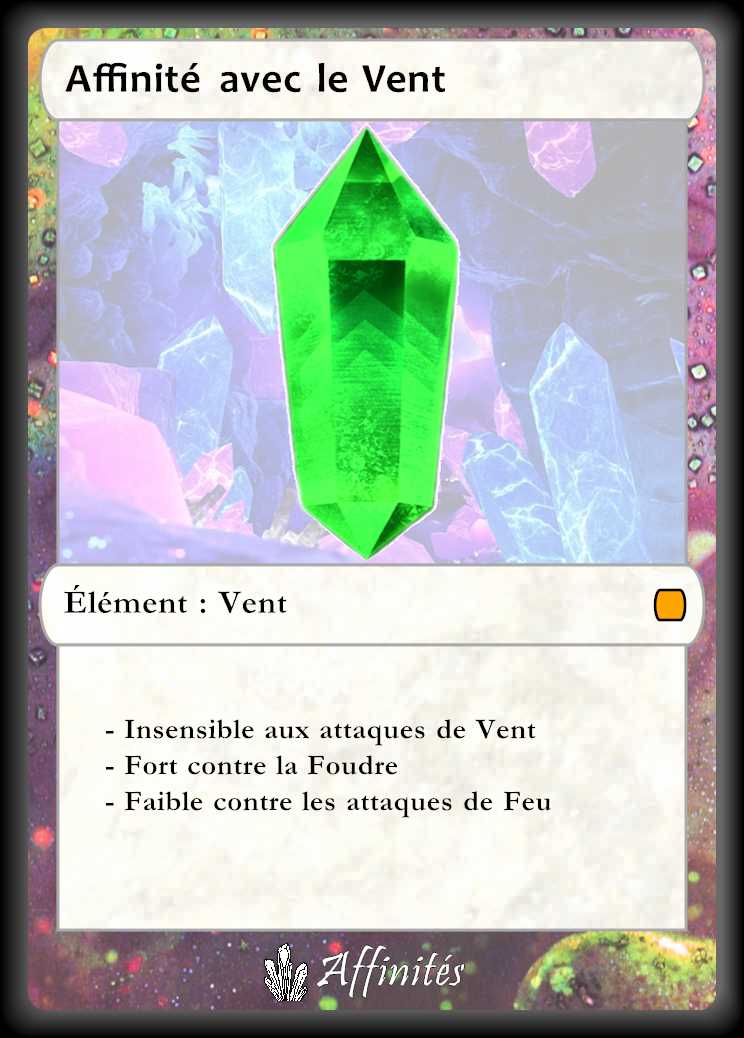 Affinité avec le Vent
Élément : Vent
- Insensible aux attaques de Vent
- Fort contre la Foudre
- Faible contre les attaques de Feu
Affinités